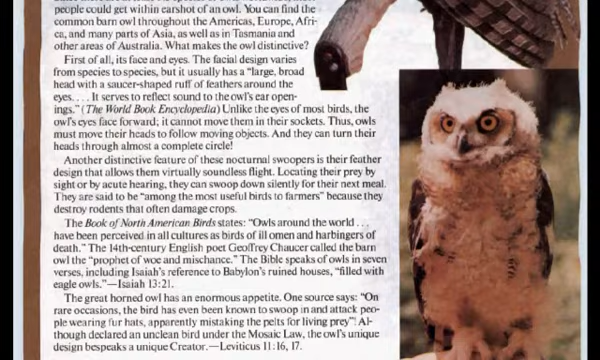 people could get within earshot of an owl. You can find the
common barn owl throughout the Americas, Europe, Afri-
ca, and many parts of Asia, as well as in Tasmania and
other areas of Australia. What makes the owl distinctive?
First of all, its face and eyes. The facial design varies
from species to species, but it usually has a “large, broad
head with a saucer-shaped ruff of feathers around the
eyes. . . . It serves to reflect sound to the owl's ear open-
ings.” (The World Book Encyclopedia) Unlike the eyes of most birds, the
owl's eyes face forward; it cannot move them in their sockets. Thus, owls
must move their heads to follow moving objects. And they can turn their
heads through almost a complete circle!
Another distinctive feature of these nocturnal swoopers is their feather
design that allows them virtually soundless flight. Locating their prey by
sight or by acute hearing, they can swoop down silently for their next meal.
They are said to be “among the most useful birds to farmers” because they
destroy rodents that often damage crops.
The Book of North American Birds states: “Owls around the world . . .
have been perceived in all cultures as birds of ill omen and harbingers of
death.” The 14th-century English poet Geoffrey Chaucer called the barn
owl the “prophet of woe and mischance.” The Bible speaks of owls in seven
verses, including Isaiah's reference to Babylon's ruined houses, “filled with
eagle owls.”—Isaiah 13:21.
The great horned owl has an enormous appetite. One source says: “On
rare occasions, the bird has even been known to swoop in and attack peo-
ple wearing fur hats, apparently mistaking the pelts for living prey”! Al-
though declared an unclean bird under the Mosaic Law, the owl's unique
design bespeaks a unique Creator.—Leviticus 11:16, 17.